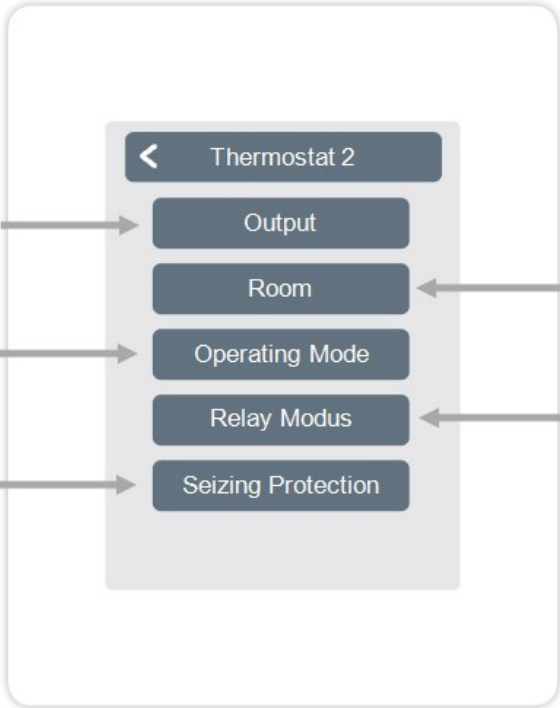 Thermostat 2
Output
Room
Operating Mode
Relay Modus
Seizing Protection